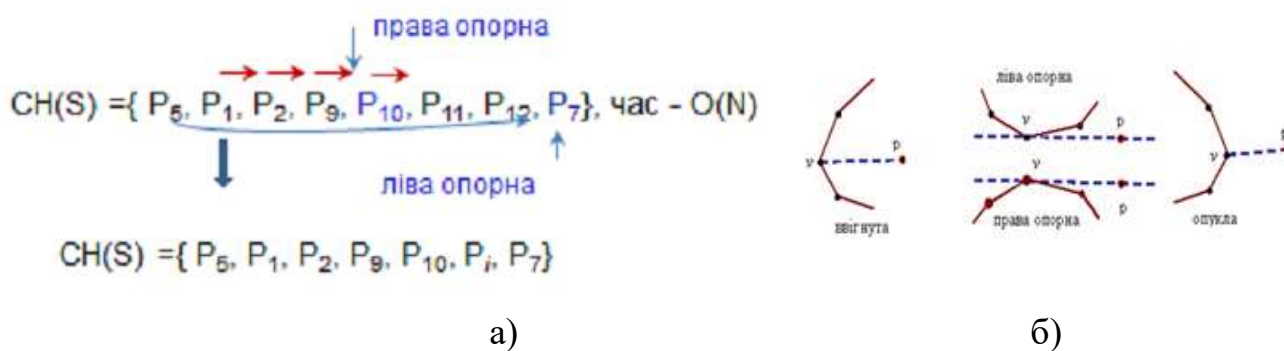 права опорна
CH(S) ={ P₅, P₁, P₂, P₉, P₁₀, P₁₁, P₁₂, P₇}, час - O(N)
ліва опорна
CH(S) ={ P₅, P₁, P₂, P₉, P₁₀, Pᵢ, P₇}
а)
v
p
ввігнута
ліва опорна
v
p
v
p
права опорна
v
p
опукла
б)